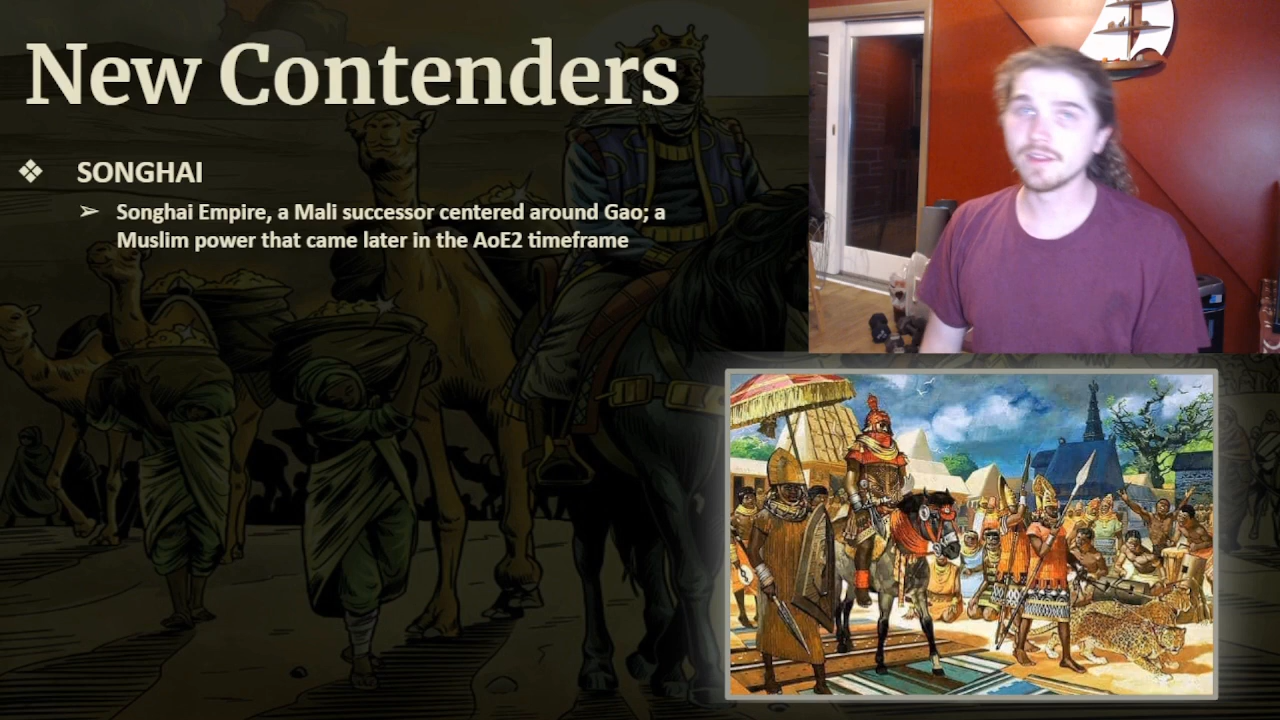 New Contenders
❖ SONGHAI
➢ Songhai Empire, a Mali successor centered around Gao; a
Muslim power that came later in the AoE2 timeframe